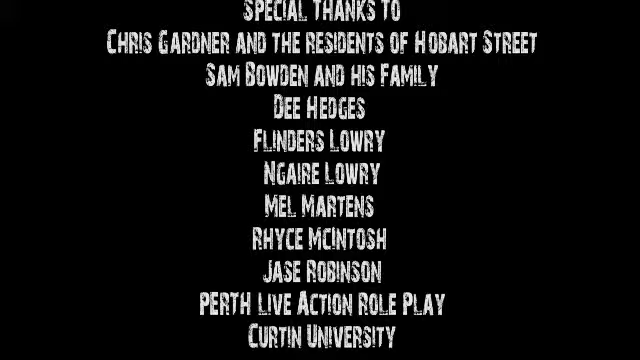 SPECIAL THANKS TO
CHRIS GARDNER AND THE RESIDENTS OF HOBART STREET
SAM BOWDEN AND HIS FAMILY
DEE HEDGES
FLINDERS LOWRY
NGAIRE LOWRY
MEL MARTENS
RHYCE MCINTOSH
JASE ROBINSON
PERTH LIVE ACTION ROLE PLAY
CURTIN UNIVERSITY